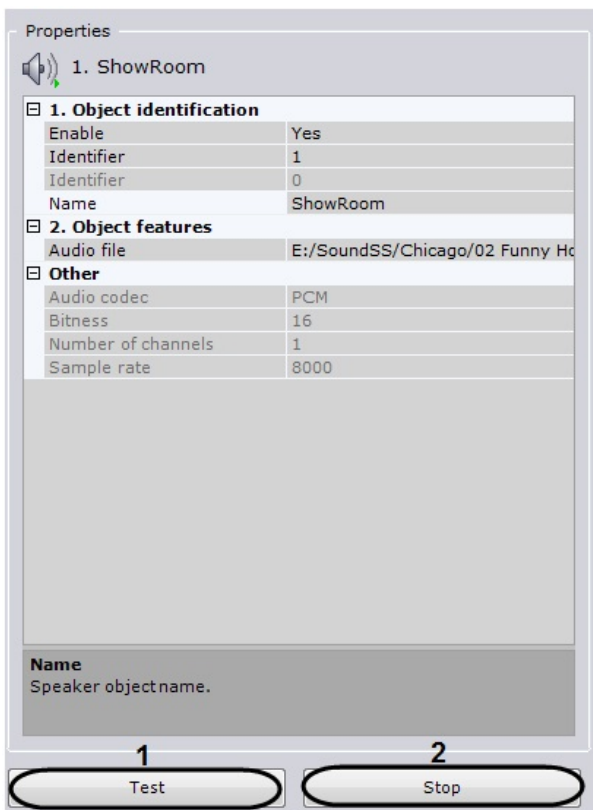 Properties
1. ShowRoom
1. Object identification
Enable Yes
Identifier 1
Identifier 0
Name ShowRoom
2. Object features
Audio file E:/SoundSS/Chicago/02 Funny Ho
Other
Audio codec PCM
Bitness 16
Number of channels 1
Sample rate 8000
Name
Speaker object name.
1 2
Test Stop